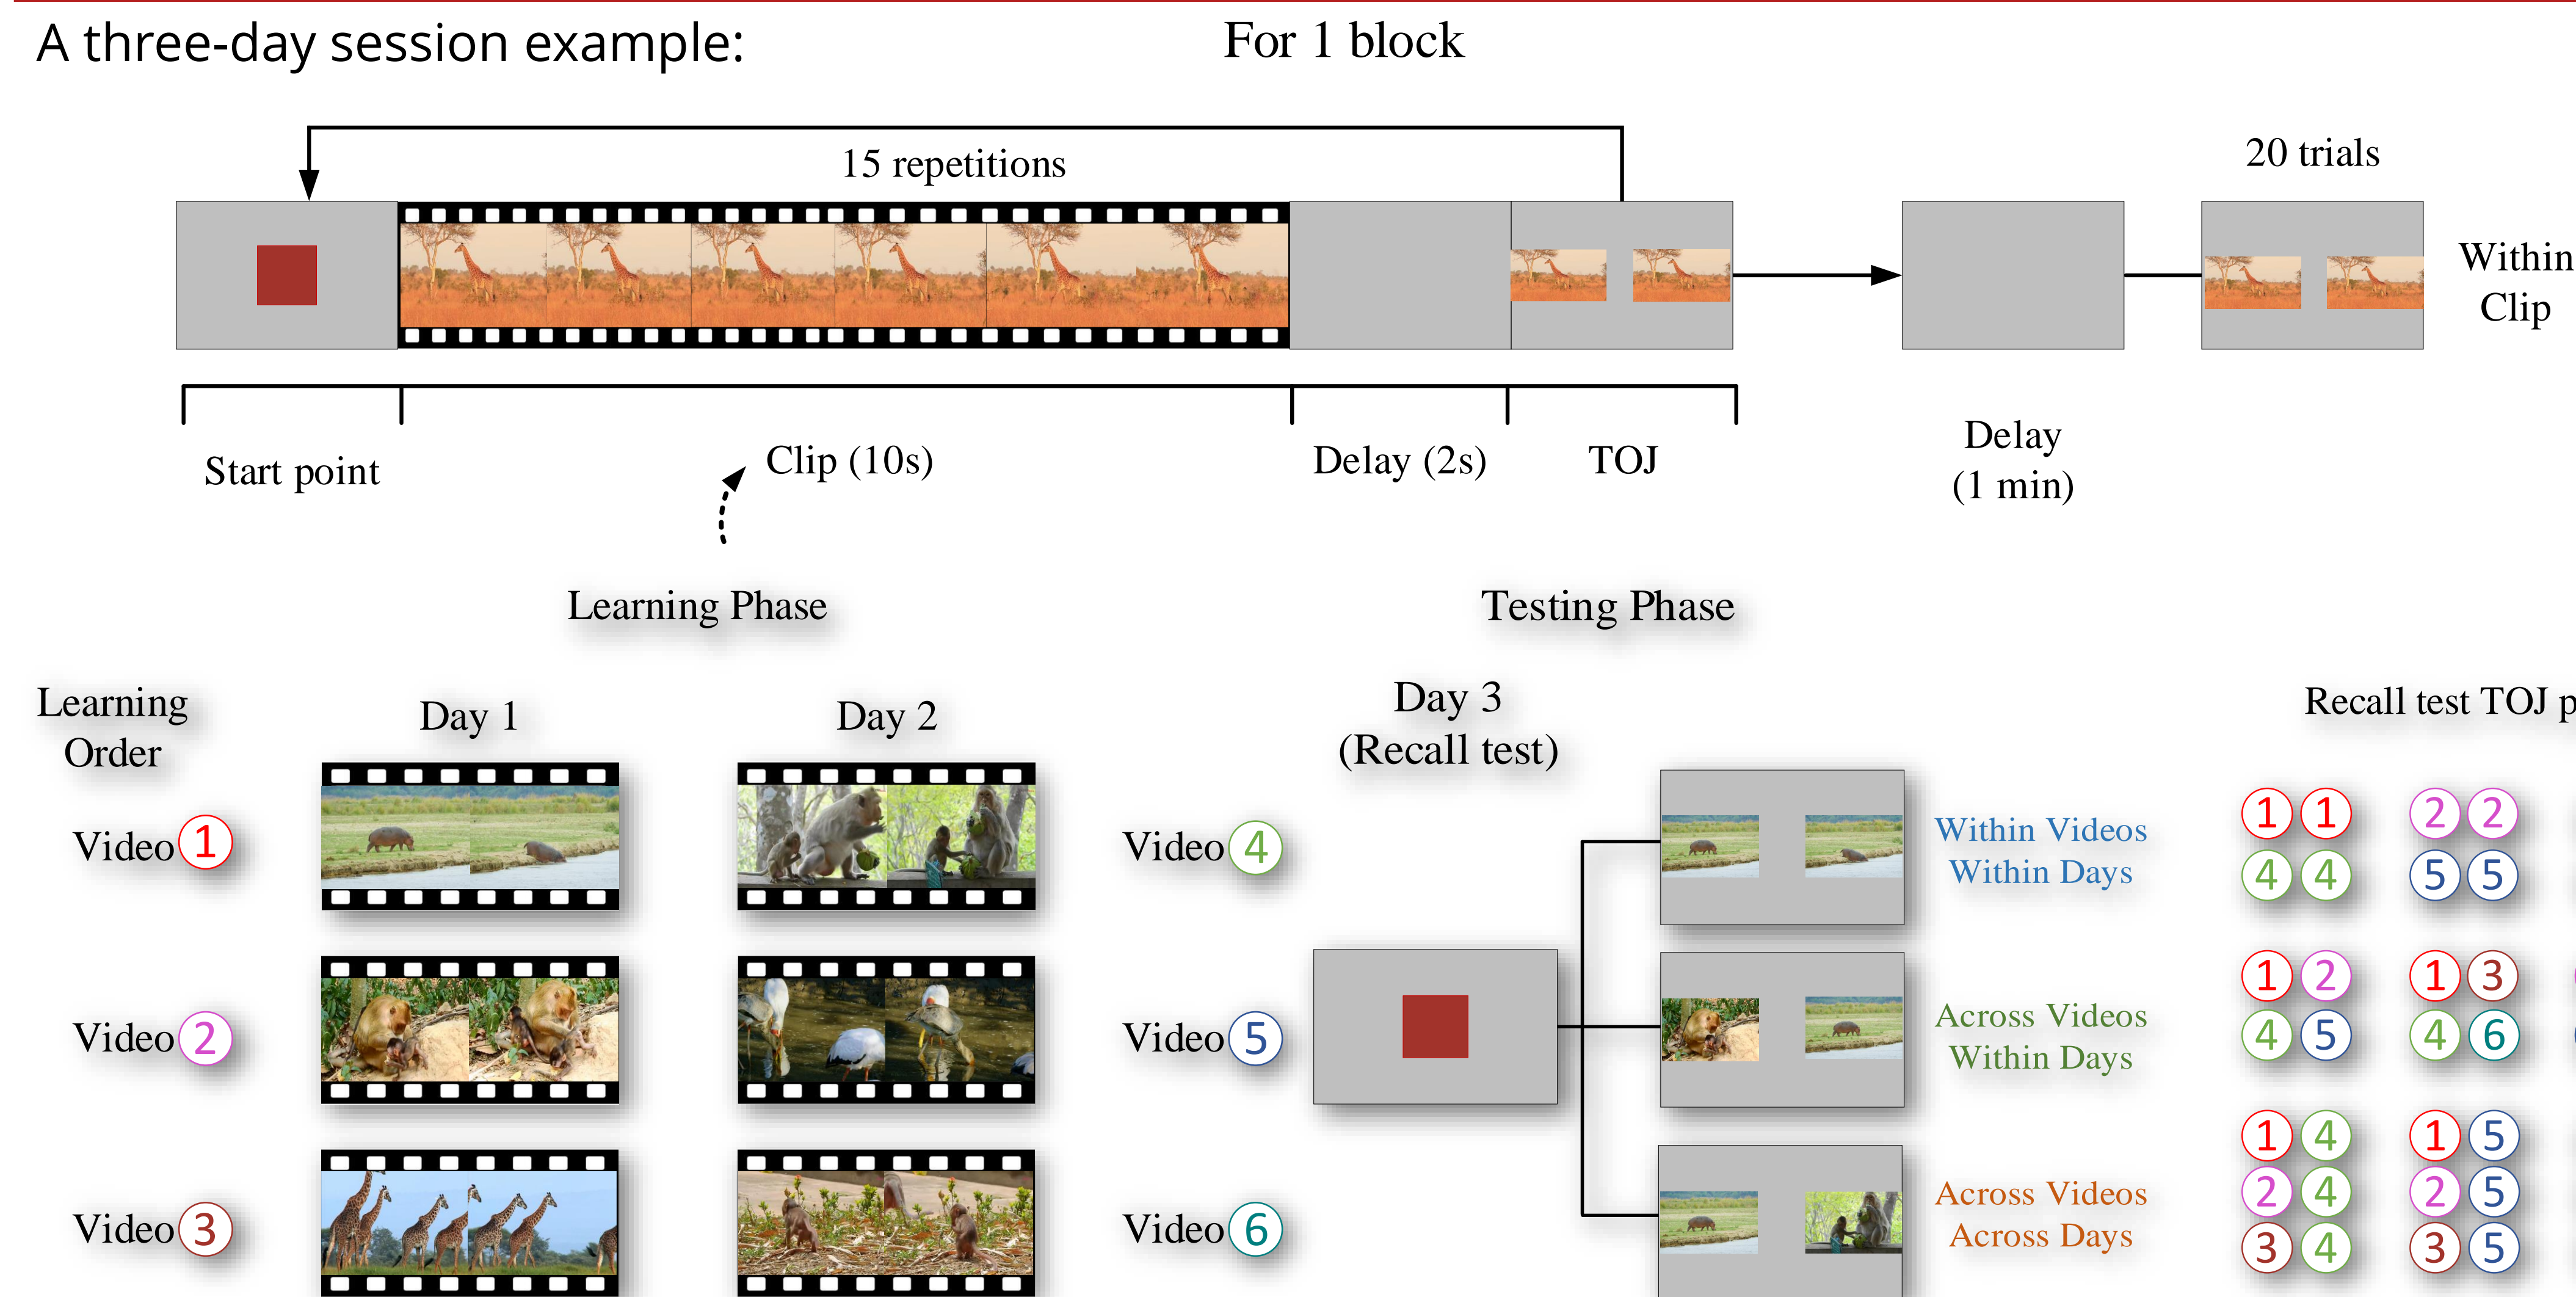 A three-day session example:
For 1 block
15 repetitions
20 trials
Within
Clip
Start point
Clip (10s)
Delay (2s)
TOJ
Delay
(1 min)
Learning Phase
Testing Phase
Learning
Order
Day 1
Day 2
Day 3
(Recall test)
Recall test TOJ p
Video 1
Video 4
Within Videos
Within Days
1 1 2 2
4 4 5 5
Video 2
Video 5
Across Videos
Within Days
1 2 1 3
4 5 4 6
Video 3
Video 6
Across Videos
Across Days
1 4 1 5
2 4 2 5
3 4 3 5